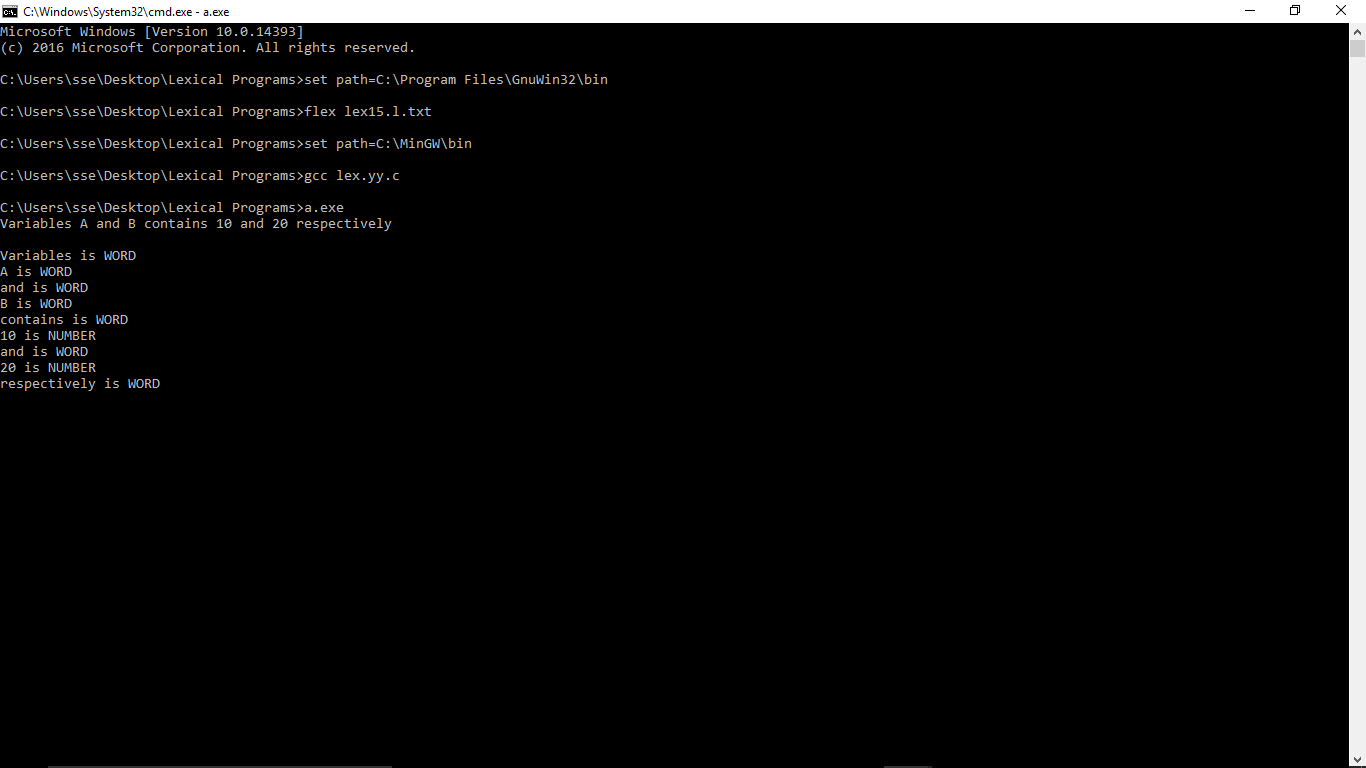 C:\Windows\System32\cmd.exe - a.exe
Microsoft Windows [Version 10.0.14393]
(c) 2016 Microsoft Corporation. All rights reserved.
C:\Users\sse\Desktop\Lexical Programs>set path=C:\Program Files\GnuWin32\bin
C:\Users\sse\Desktop\Lexical Programs>flex lex15.l.txt
C:\Users\sse\Desktop\Lexical Programs>set path=C:\MinGW\bin
C:\Users\sse\Desktop\Lexical Programs>gcc lex.yy.c
C:\Users\sse\Desktop\Lexical Programs>a.exe
Variables A and B contains 10 and 20 respectively
Variables is WORD
A is WORD
and is WORD
B is WORD
contains is WORD
10 is NUMBER
and is WORD
20 is NUMBER
respectively is WORD